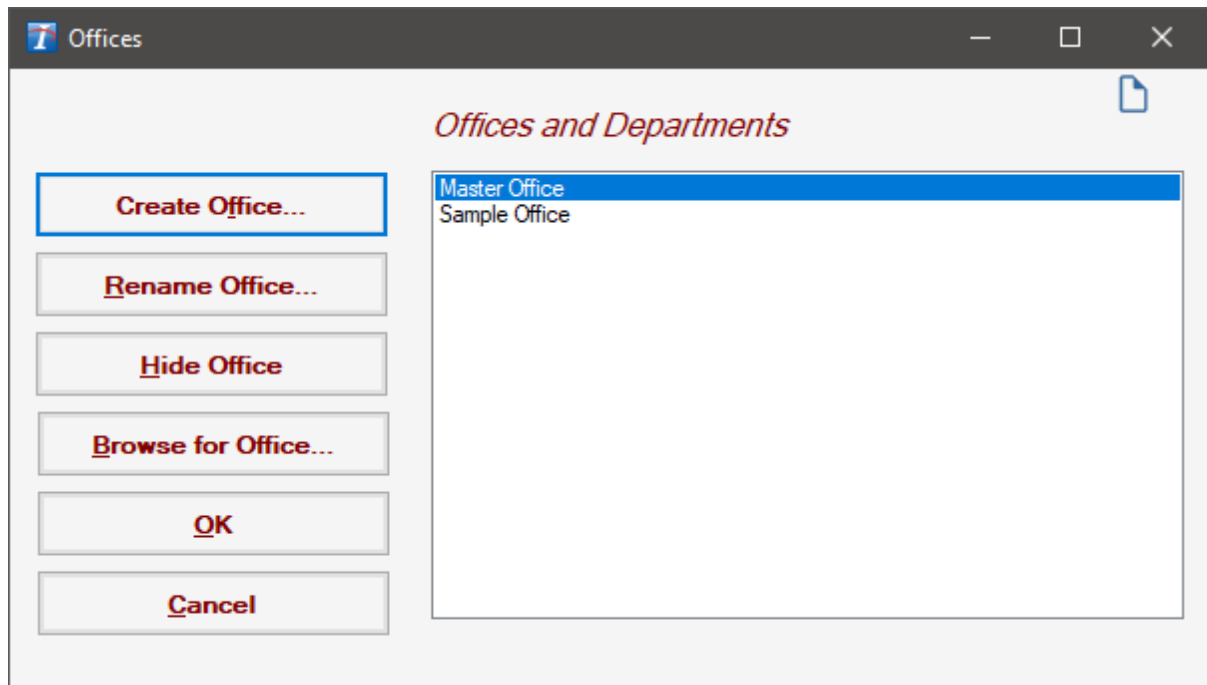 Offices
Offices and Departments
Create Office...
Rename Office...
Hide Office
Browse for Office...
OK
Cancel
Master Office
Sample Office